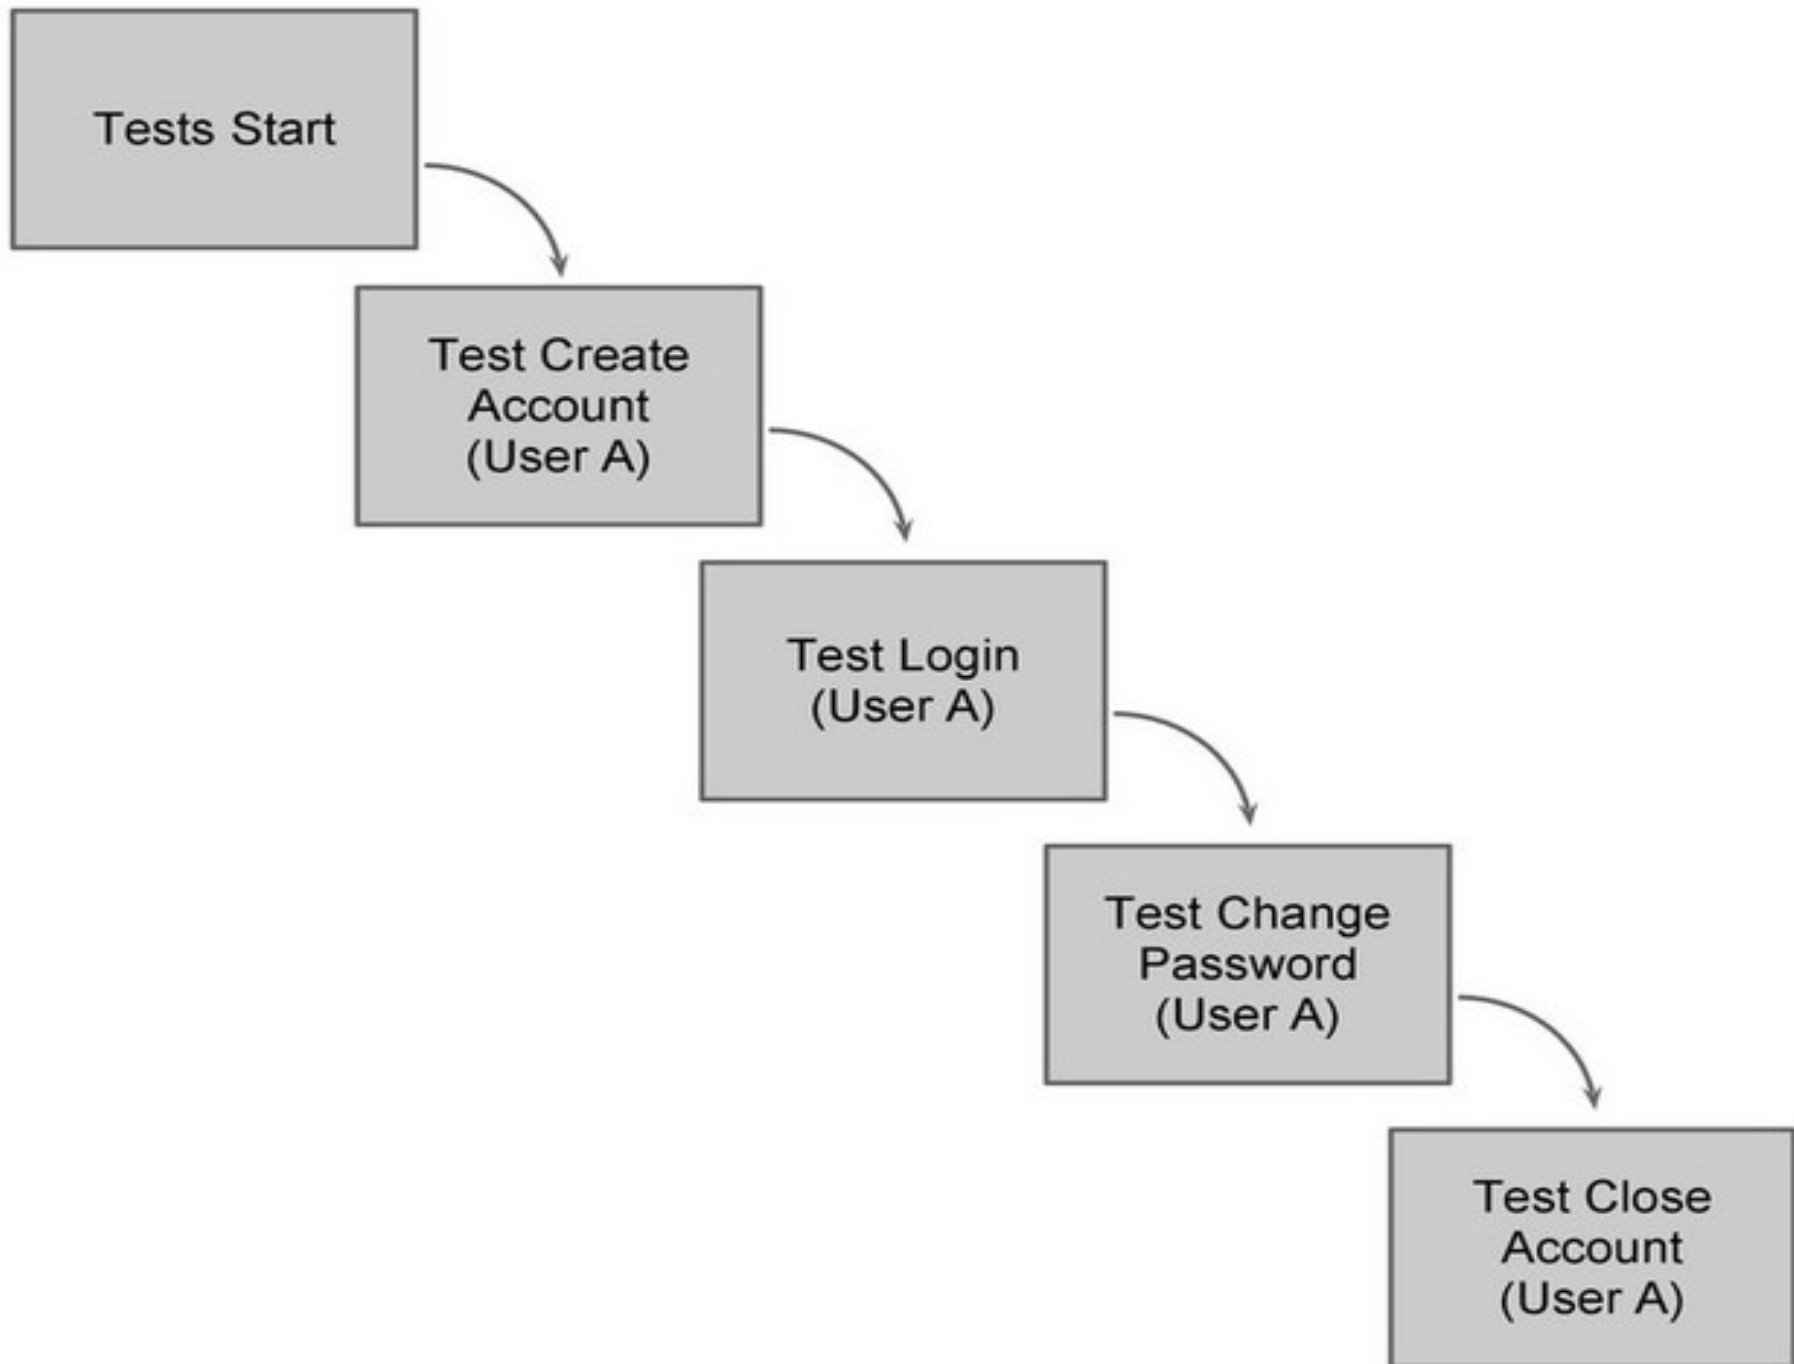 Tests Start
Test Create
Account
(User A)
Test Login
(User A)
Test Change
Password
(User A)
Test Close
Account
(User A)